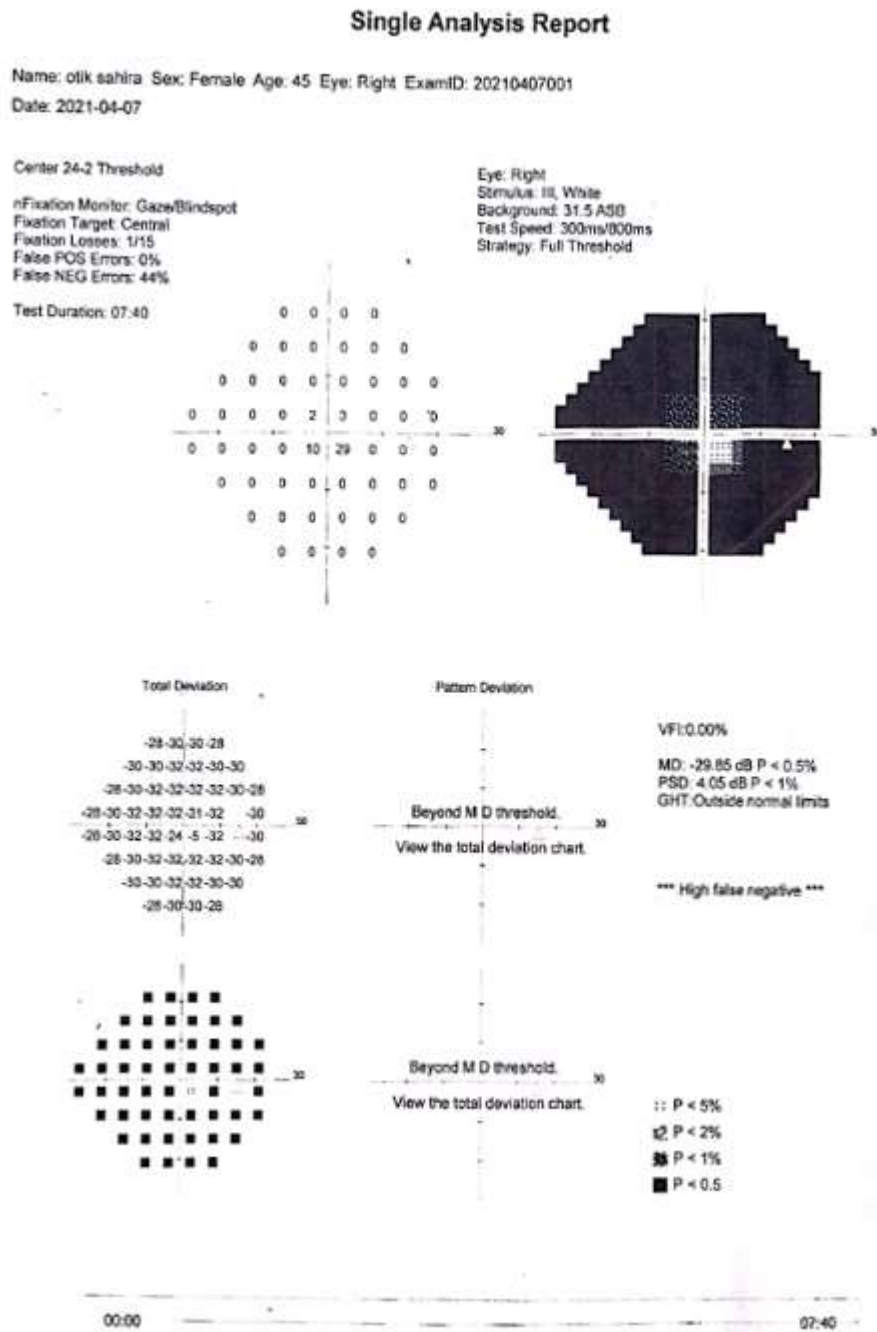 Single Analysis Report
Name: otik sahira Sex: Female Age: 45 Eye: Right ExamID: 20210407001
Date: 2021-04-07
Center 24-2 Threshold
nFixation Monitor: Gaze/Blindspot
Fixation Target: Central
Fixation Losses: 1/15
False POS Errors: 0%
False NEG Errors: 44%
Test Duration: 07:40
Eye: Right
Stimulus: III, White
Background: 31.5 ASB
Test Speed: 300ms/800ms
Strategy: Full Threshold
0 0 0 0
0 0 0 0 0 0
0 0 0 0 0 0 0 0
0 0 0 0 2 3 0 0 0
30
0 0 0 0 10 29 0 0 0
0 0 0 0 0 0 0 0
0 0 0 0 0 0
0 0 0 0
Total Deviation
-28 -30 -30 -28
-30 -30 -32 -32 -30 -30
-28 -30 -32 -32 -32 -32 -30 -28
-28 -30 -32 -32 -32 -21 -32 -30
30
-28 -30 -32 -32 -24 -5 -32 -30
-28 -30 -32 -32 -32 -32 -30 -28
-30 -30 -32 -32 -30 -30
-28 -30 -30 -28
Pattern Deviation
Beyond M D threshold.
30
View the total deviation chart.
VFI:0.00%
MD: -29.85 dB P < 0.5%
PSD: 4.05 dB P < 1%
GHT:Outside normal limits
*** High false negative ***
30
Beyond M D threshold.
30
View the total deviation chart.
P < 5%
P < 2%
P < 1%
P < 0.5
00:00 07:40